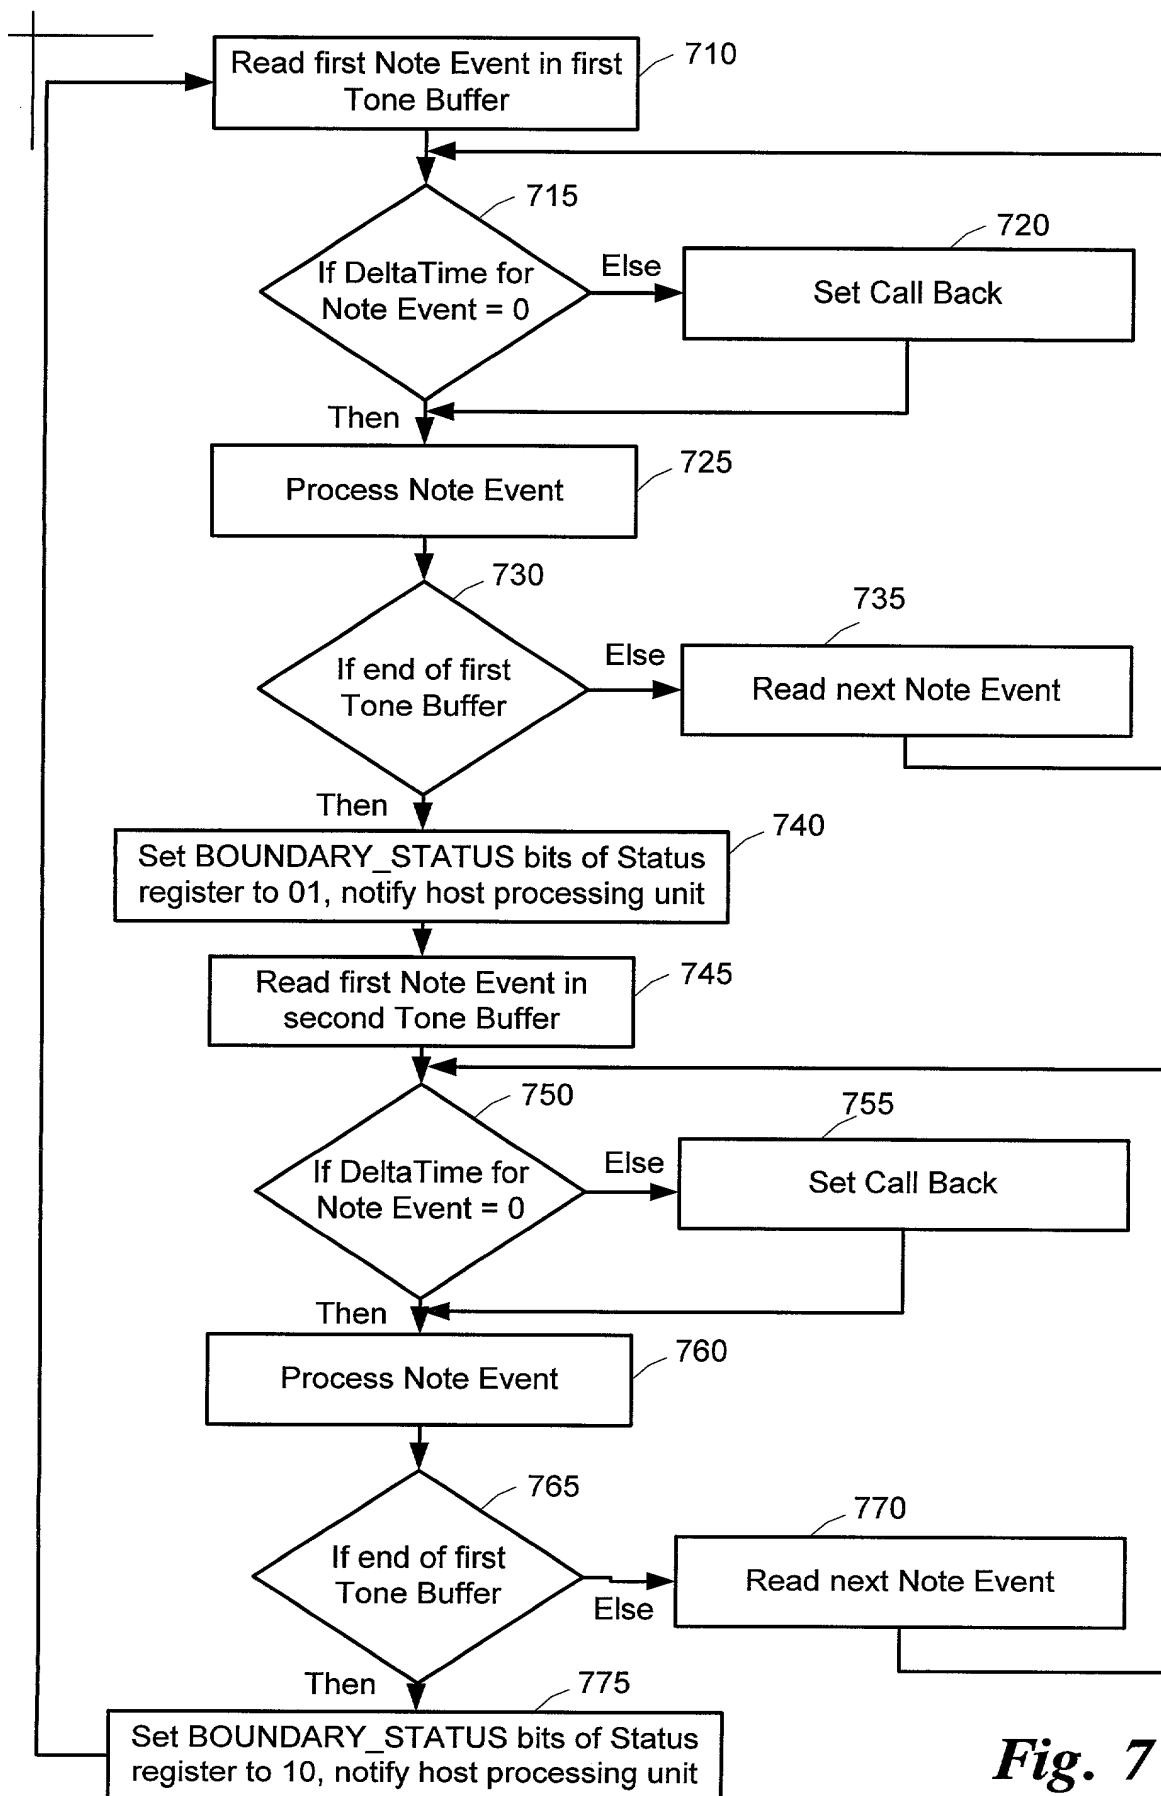 Read first Note Event in first
Tone Buffer
710
715
If DeltaTime for
Note Event = 0
Else
720
Set Call Back
Then
725
Process Note Event
730
If end of first
Tone Buffer
Else
735
Read next Note Event
Then
740
Set BOUNDARY_STATUS bits of Status
register to 01, notify host processing unit
745
Read first Note Event in
second Tone Buffer
750
If DeltaTime for
Note Event = 0
Else
755
Set Call Back
Then
760
Process Note Event
765
If end of first
Tone Buffer
Else
770
Read next Note Event
Then
775
Set BOUNDARY_STATUS bits of Status
register to 10, notify host processing unit
Fig. 7